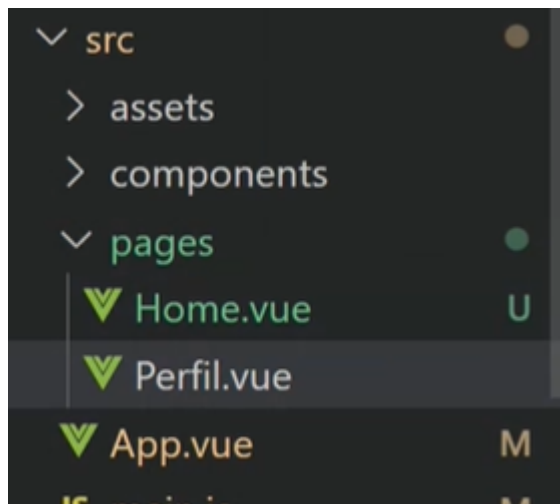 src
assets
components
pages
Home.vue U
Perfil.vue
App.vue M